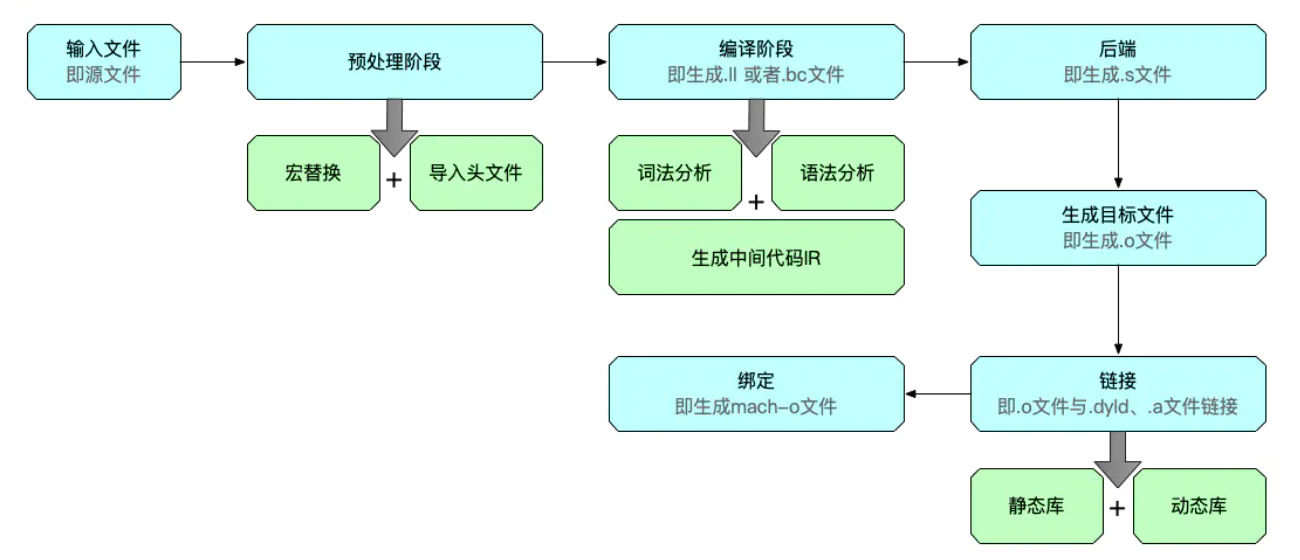 输入文件
即源文件
预处理阶段
编译阶段
即生成.ll 或者.bc文件
后端
即生成.s文件
宏替换
+
导入头文件
词法分析
+
语法分析
生成中间代码IR
生成目标文件
即生成.o文件
绑定
即生成mach-o文件
链接
即.o文件与.dyld、.a文件链接
静态库
+
动态库